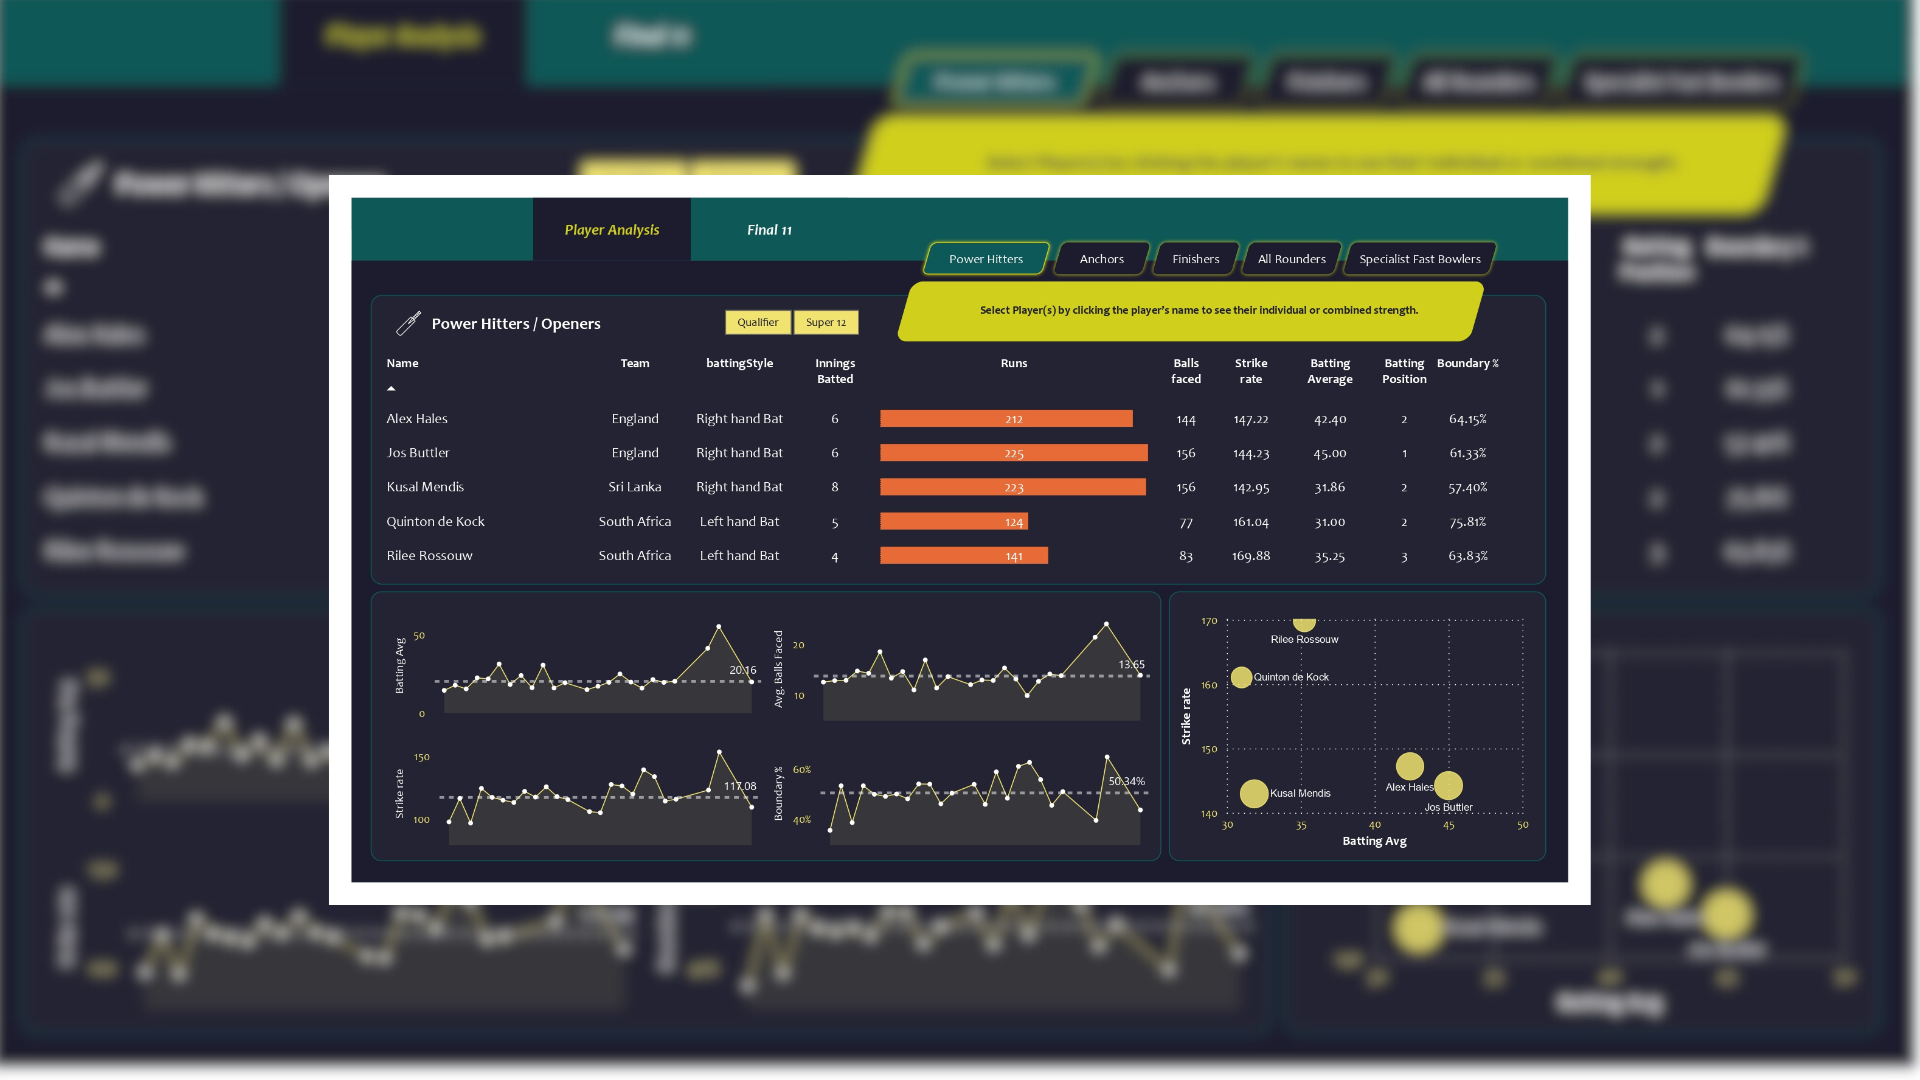 Player Analysis
Final 11
Power Hitters
Anchors
Finishers
All Rounders
Specialist Fast Bowlers
Select Player(s) by clicking the player's name to see their individual or combined strength.
Power Hitters / Openers
Qualifier
Super 12
Name Team battingStyle Innings Batted Runs Balls faced Strike rate Batting Average Batting Position Boundary %
Alex Hales England Right hand Bat 6 212 144 147.22 42.40 2 64.15%
Jos Buttler England Right hand Bat 6 225 156 144.23 45.00 1 61.33%
Kusal Mendis Sri Lanka Right hand Bat 8 223 156 142.95 31.86 2 57.40%
Quinton de Kock South Africa Left hand Bat 5 124 77 161.04 31.00 2 75.81%
Rilee Rossouw South Africa Left hand Bat 4 141 83 169.88 35.25 3 63.83%
Batting Avg
50
0
20.16
Avg. Balls Faced
20
10
13.65
Strike rate
150
100
117.08
Boundary %
60%
40%
50.34%
Strike rate
170
160
150
140
Rilee Rossouw
Quinton de Kock
Kusal Mendis
Alex Hales
Jos Buttler
30 35 40 45 50
Batting Avg